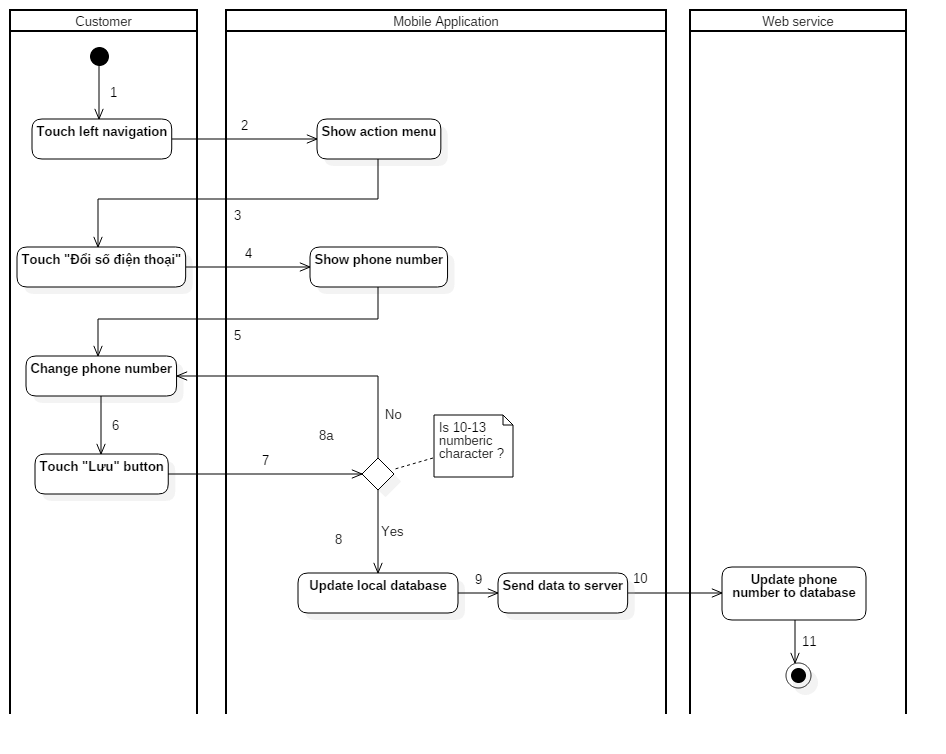 Customer
Mobile Application
Web service
1
Touch left navigation
2
Show action menu
3
Touch "Đổi số điện thoại"
4
Show phone number
5
Change phone number
No
Is 10-13
numberic
character ?
8a
6
Touch "Lưu" button
7
Yes
8
Update local database
9
Send data to server
10
Update phone
number to database
11